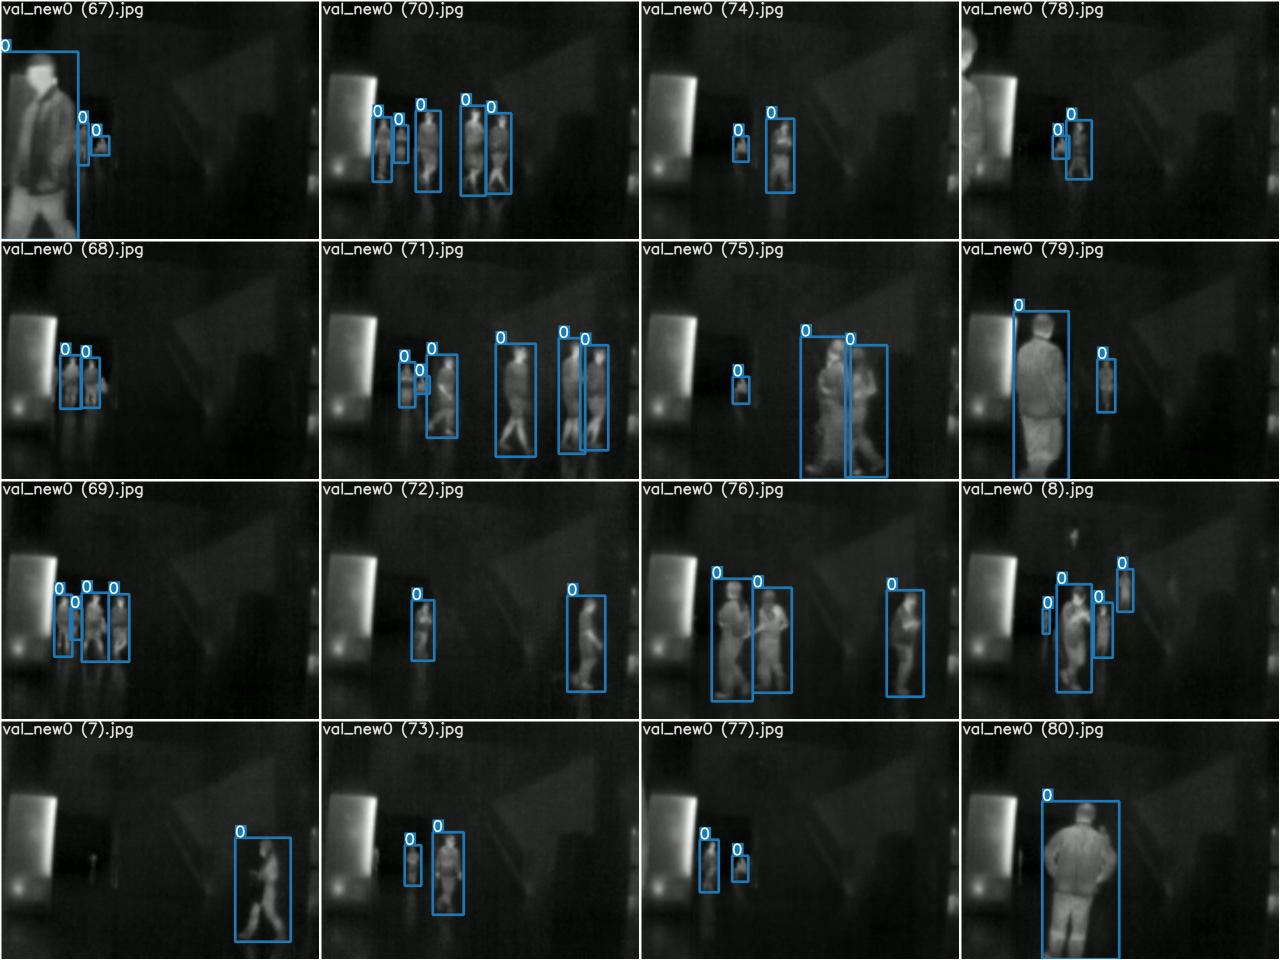 val_new0 (67).jpg
0
0
0
val_new0 (70).jpg
0
0
0
0
0
val_new0 (74).jpg
0
0
val_new0 (78).jpg
0
0
val_new0 (68).jpg
0
0
val_new0 (71).jpg
0
0
0
0
0
0
val_new0 (75).jpg
0
0
0
val_new0 (79).jpg
0
0
val_new0 (69).jpg
0
0
0
0
val_new0 (72).jpg
0
0
val_new0 (76).jpg
0
0
0
val_new0 (8).jpg
0
0
0
0
val_new0 (7).jpg
0
val_new0 (73).jpg
0
0
val_new0 (77).jpg
0
0
val_new0 (80).jpg
0